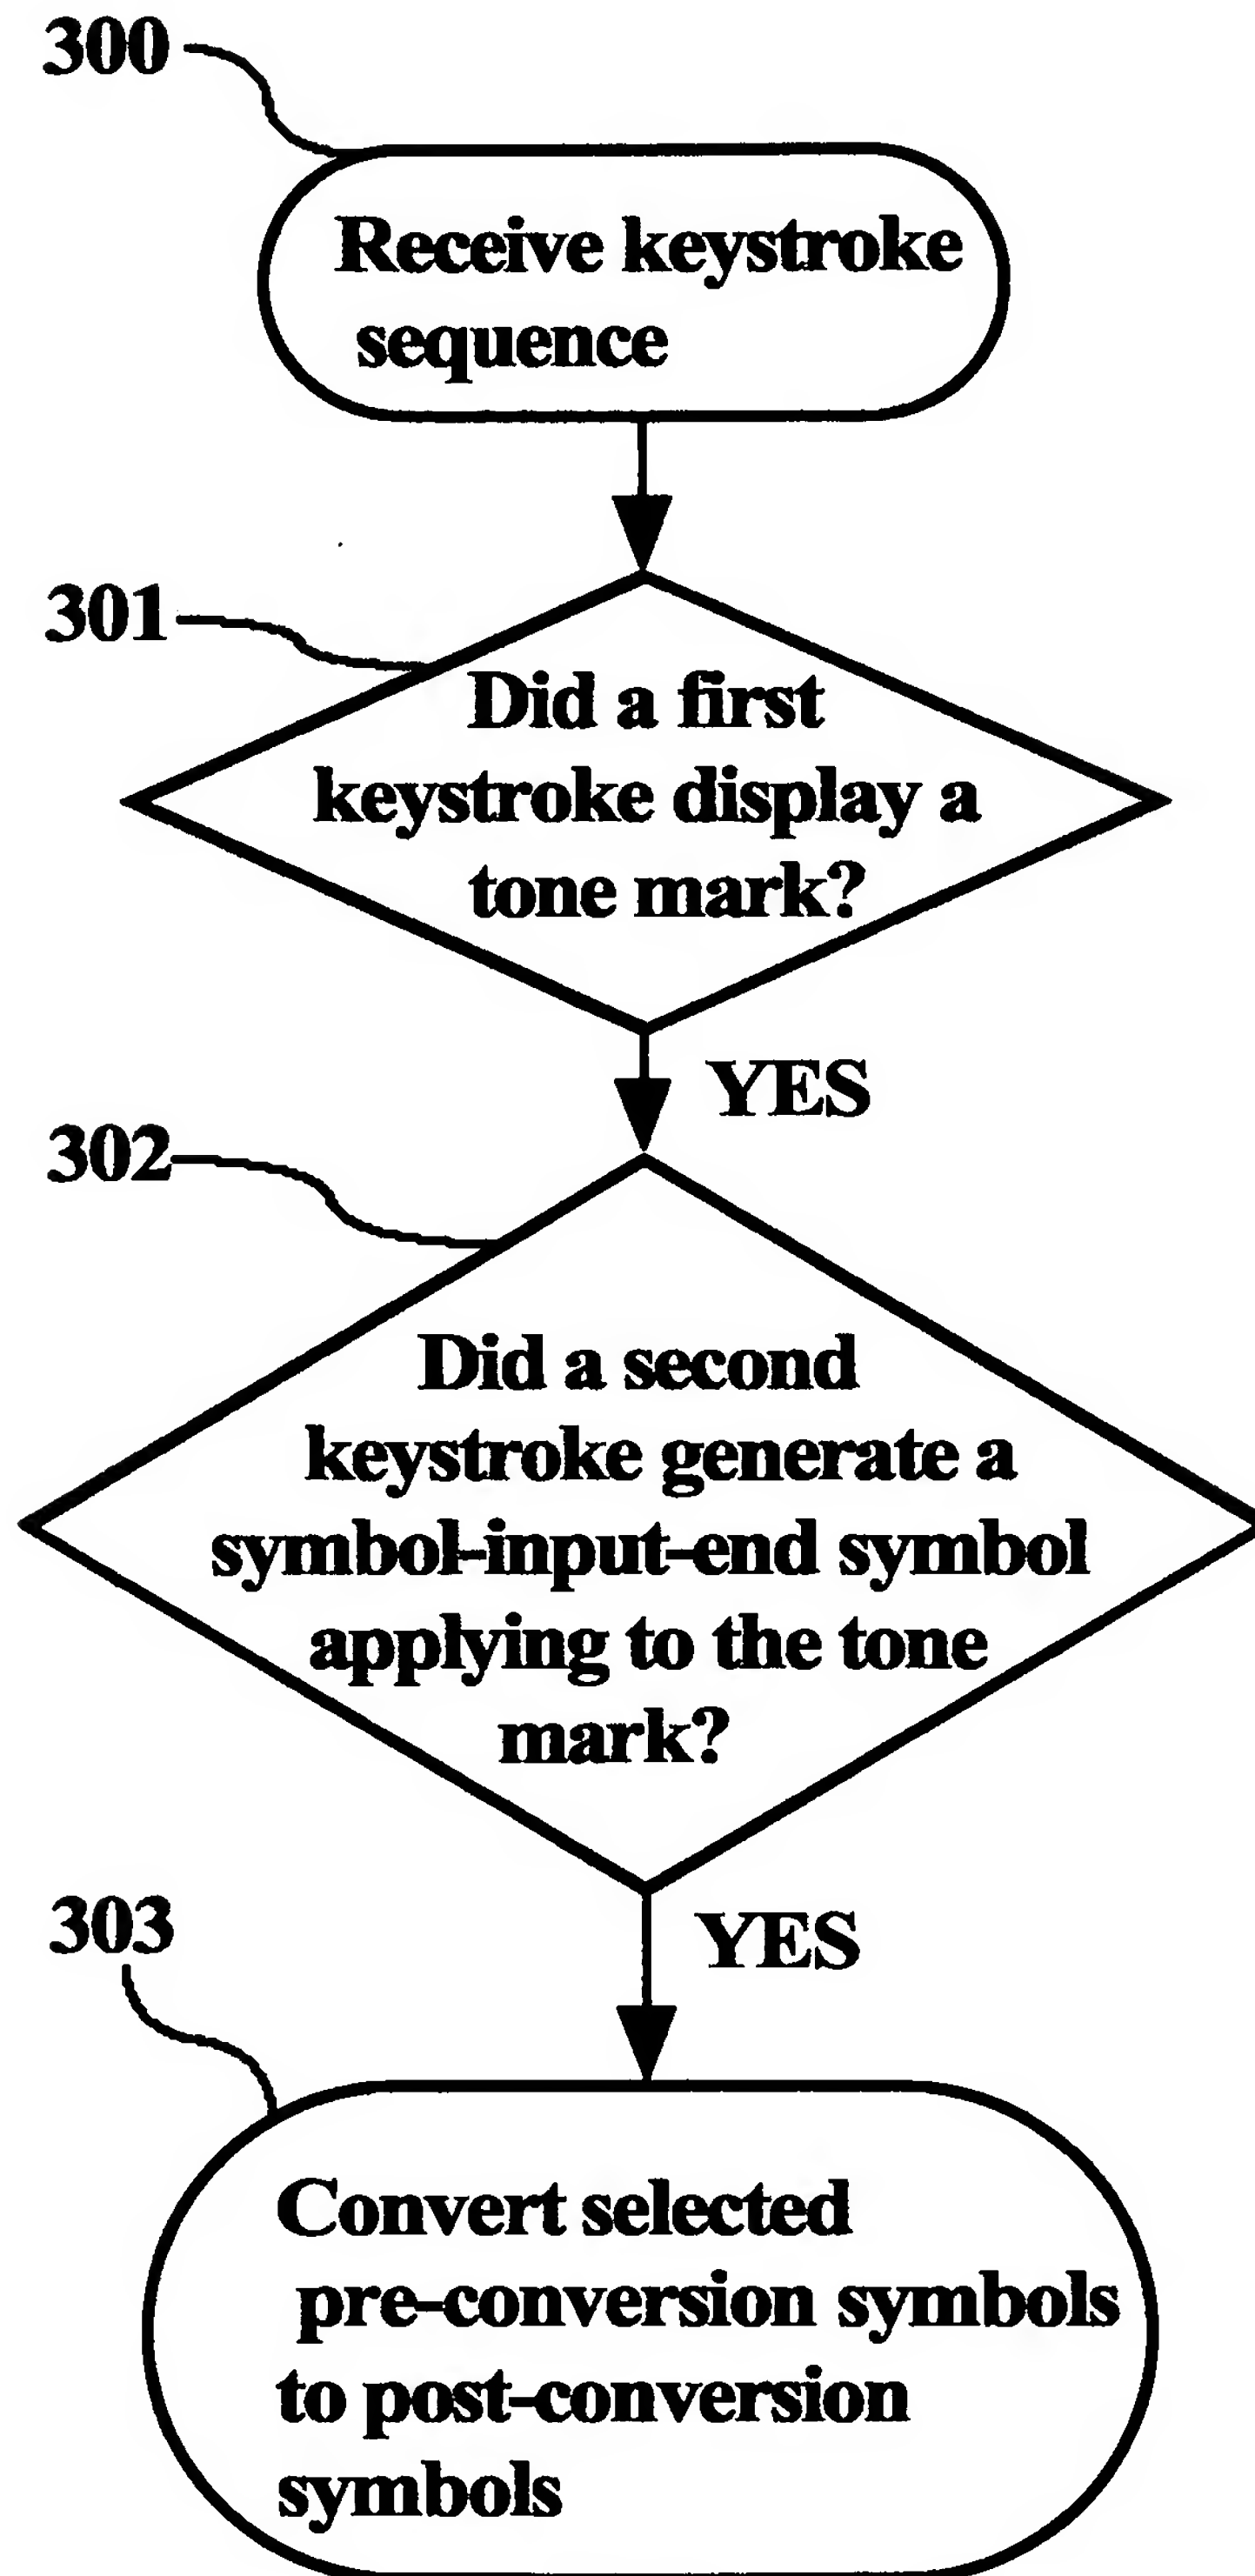 300
Receive keystroke
sequence
301
Did a first
keystroke display a
tone mark?
YES
302
Did a second
keystroke generate a
symbol-input-end symbol
applying to the tone
mark?
YES
303
Convert selected
pre-conversion symbols
to post-conversion
symbols